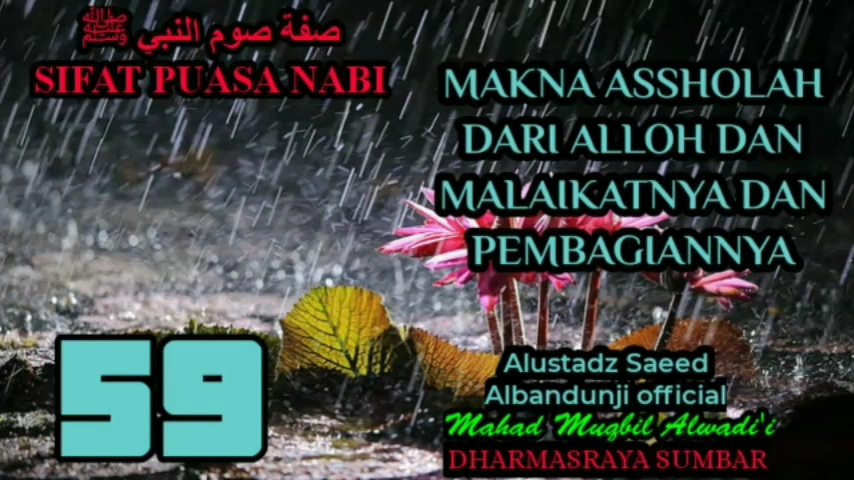 صفة صوم النبي ﷺ
SIFAT PUASA NABI
MAKNA ASSHOLAH
DARI ALLOH DAN
MALAIKATNYA DAN
PEMBAGIANNYA
59
Alustadz Saeed
Albandunji official
Mahad Muqbil Alwadi'i
DHARMASRAYA SUMBAR